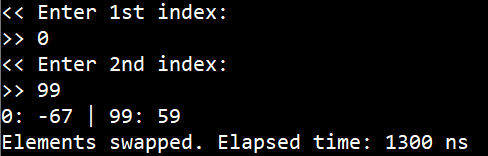 << Enter 1st index:
>> 0
<< Enter 2nd index:
>> 99
0: -67 | 99: 59
Elements swapped. Elapsed time: 1300 ns